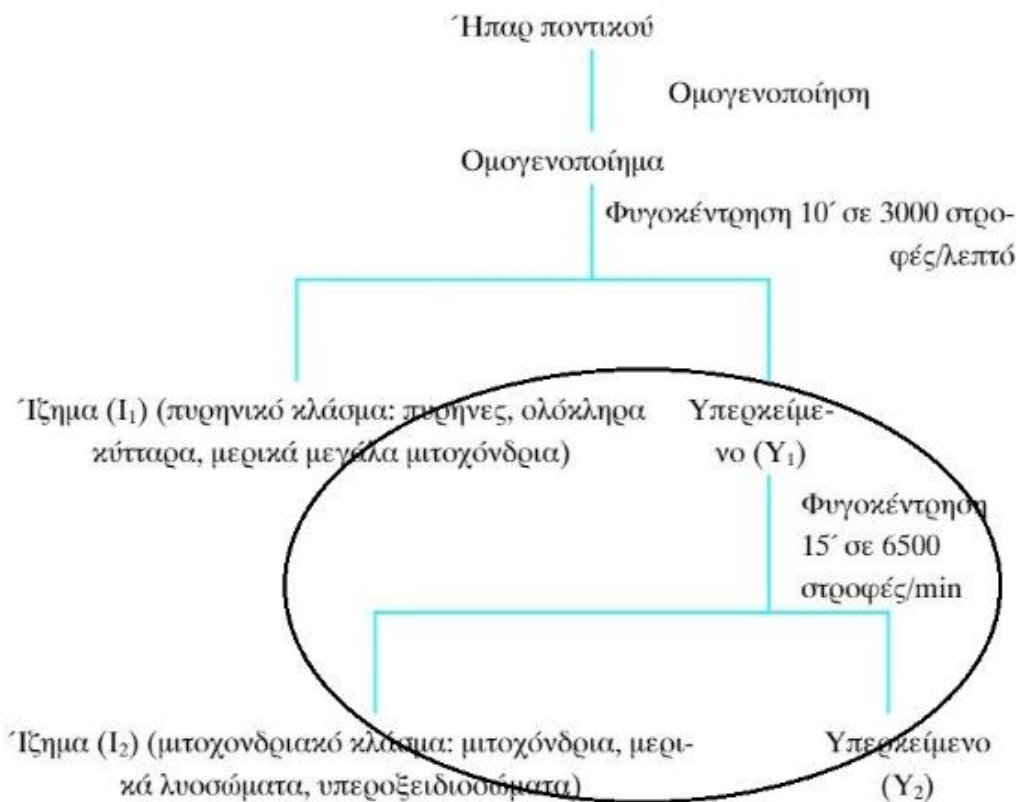 Ήπαρ ποντικού
Ομογενοποίηση
Ομογενοποίημα
Φυγοκέντρηση 10΄ σε 3000 στρο-
φές/λεπτό
Ίζημα (Ι₁) (πυρηνικό κλάσμα: πυρήνες, ολόκληρα
κύτταρα, μερικά μεγάλα μιτοχόνδρια)
Υπερκείμε-
νο (Υ₁)
Φυγοκέντρηση
15΄ σε 6500
στροφές/min
Ίζημα (Ι₂) (μιτοχονδριακό κλάσμα: μιτοχόνδρια, μερι-
κά λυοσώματα, υπεροξειδιοσώματα)
Υπερκείμενο
(Υ₂)